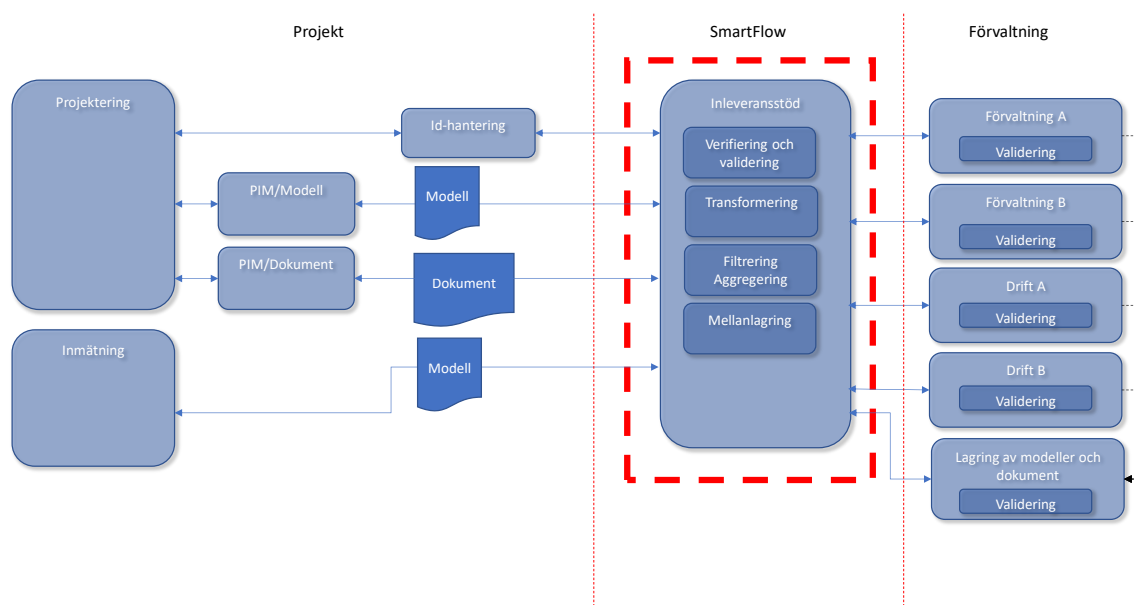 Projekt
SmartFlow
Förvaltning
Projektering
Id-hantering
PIM/Modell
Modell
PIM/Dokument
Dokument
Inmätning
Modell
Inleveransstöd
Verifiering och
validering
Transformering
Filtrering
Aggregering
Mellanlagring
Förvaltning A
Validering
Förvaltning B
Validering
Drift A
Validering
Drift B
Validering
Lagring av modeller och
dokument
Validering